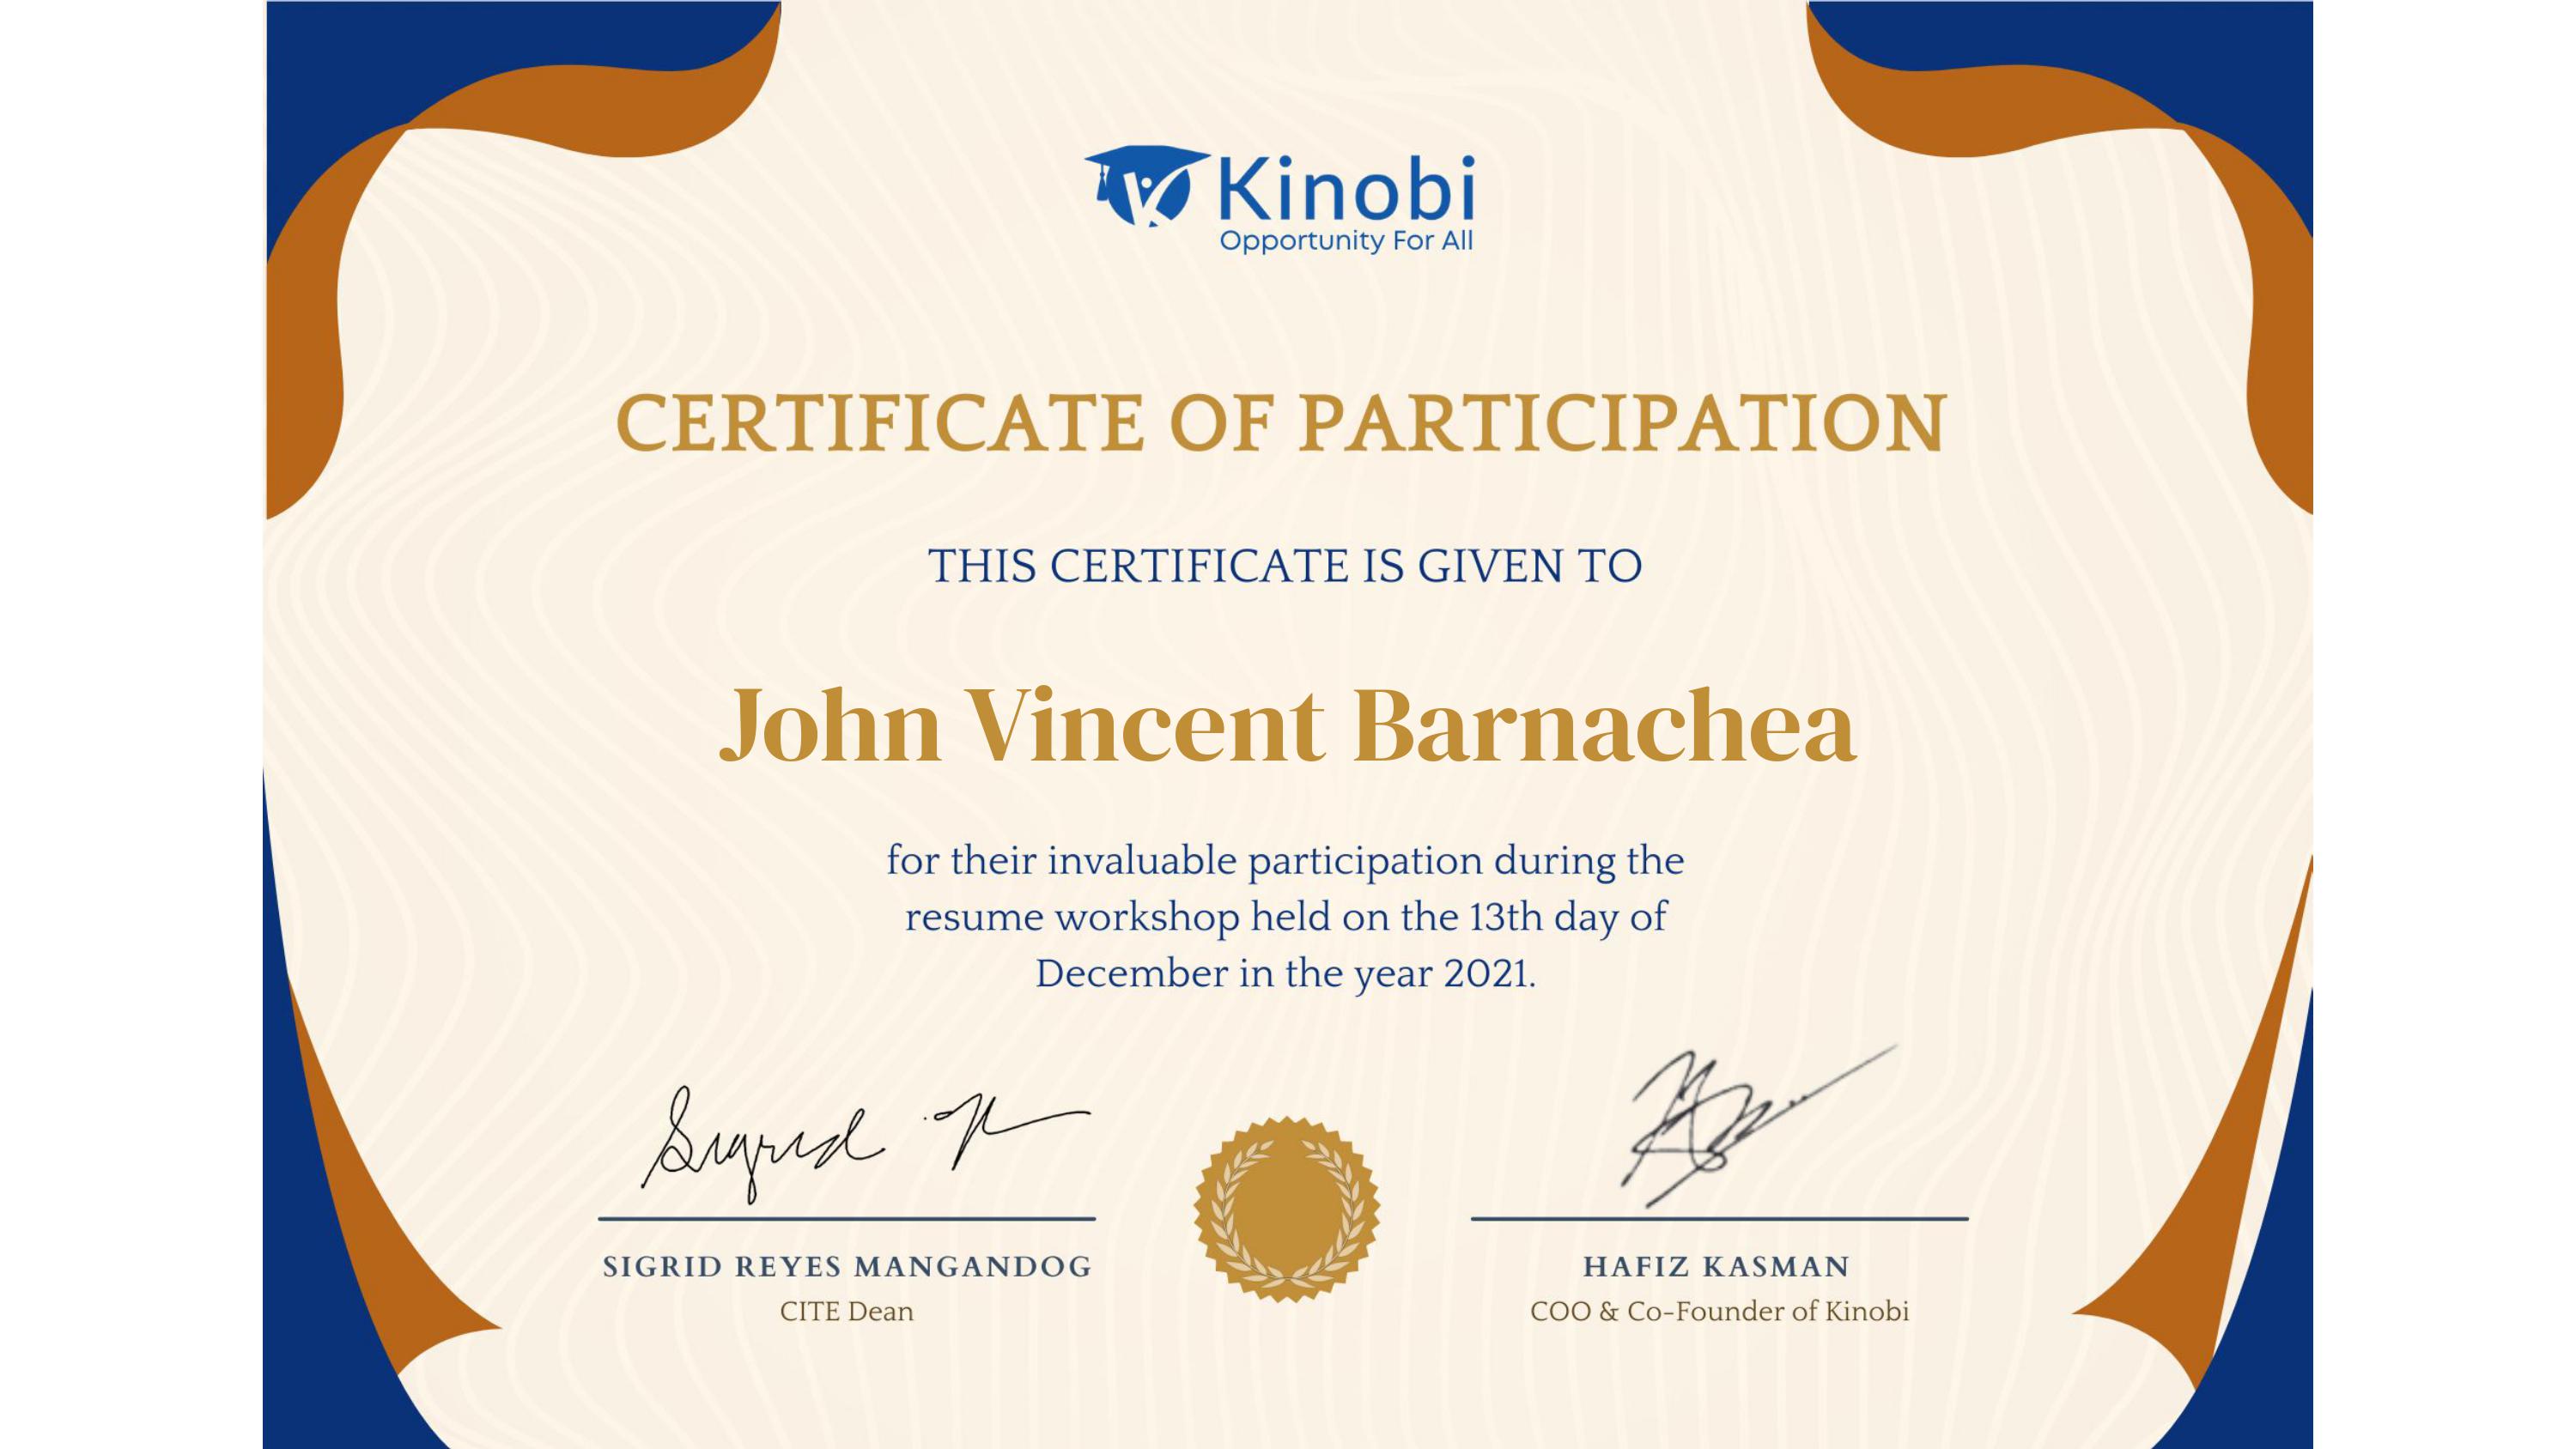 Kinobi
Opportunity For All
CERTIFICATE OF PARTICIPATION
THIS CERTIFICATE IS GIVEN TO
John Vincent Barnachea
for their invaluable participation during the
resume workshop held on the 13th day of
December in the year 2021.
Sigrid
SIGRID REYES MANGANDOG
CITE Dean
HAFIZ KASMAN
COO & Co-Founder of Kinobi